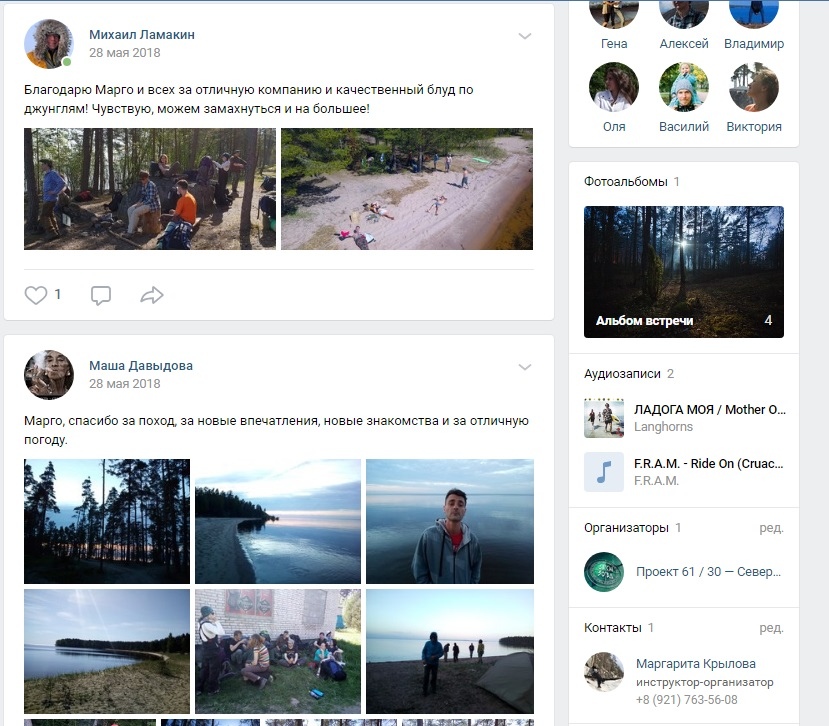 Михаил Ламакин
28 мая 2018
Благодарю Марго и всех за отличную компанию и качественный блуд по
джунглям! Чувствую, можем замахнуться и на большее!
1
Маша Давыдова
28 мая 2018
Марго, спасибо за поход, за новые впечатления, новые знакомства и за отличную
погоду.
Гена Алексей Владимир
Оля Василий Виктория
Фотоальбомы 1
Альбом встречи 4
Аудиозаписи 2
ЛАДОГА МОЯ / Mother O...
Langhorns
F.R.A.M. - Ride On (Cruac...
F.R.A.M.
Организаторы 1 ред.
Проект 61 / 30 — Север...
Контакты 1 ред.
Маргарита Крылова
инструктор-организатор
+8 (921) 763-56-08